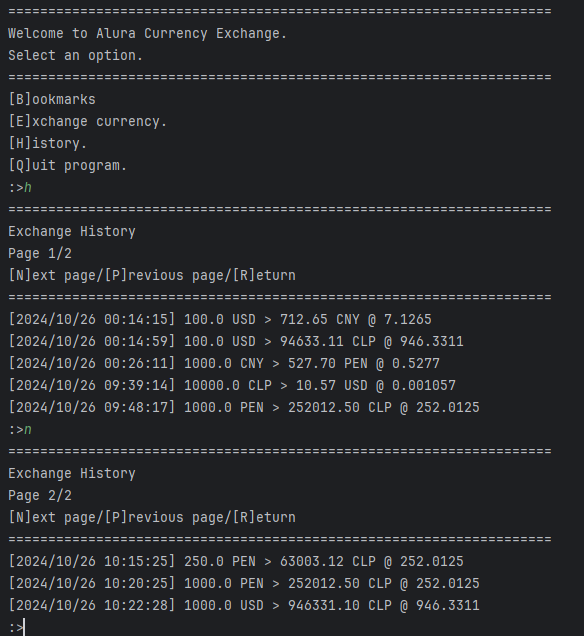 ====================================================================
Welcome to Alura Currency Exchange.
Select an option.
====================================================================
[B]ookmarks
[E]xchange currency.
[H]istory.
[Q]uit program.
:>h
====================================================================
Exchange History
Page 1/2
[N]ext page/[P]revious page/[R]eturn
====================================================================
[2024/10/26 00:14:15] 100.0 USD > 712.65 CNY @ 7.1265
[2024/10/26 00:14:59] 100.0 USD > 94633.11 CLP @ 946.3311
[2024/10/26 00:26:11] 1000.0 CNY > 527.70 PEN @ 0.5277
[2024/10/26 09:39:14] 10000.0 CLP > 10.57 USD @ 0.001057
[2024/10/26 09:48:17] 1000.0 PEN > 252012.50 CLP @ 252.0125
:>n
====================================================================
Exchange History
Page 2/2
[N]ext page/[P]revious page/[R]eturn
====================================================================
[2024/10/26 10:15:25] 250.0 PEN > 63003.12 CLP @ 252.0125
[2024/10/26 10:20:25] 1000.0 PEN > 252012.50 CLP @ 252.0125
[2024/10/26 10:22:28] 1000.0 USD > 946331.10 CLP @ 946.3311
:>